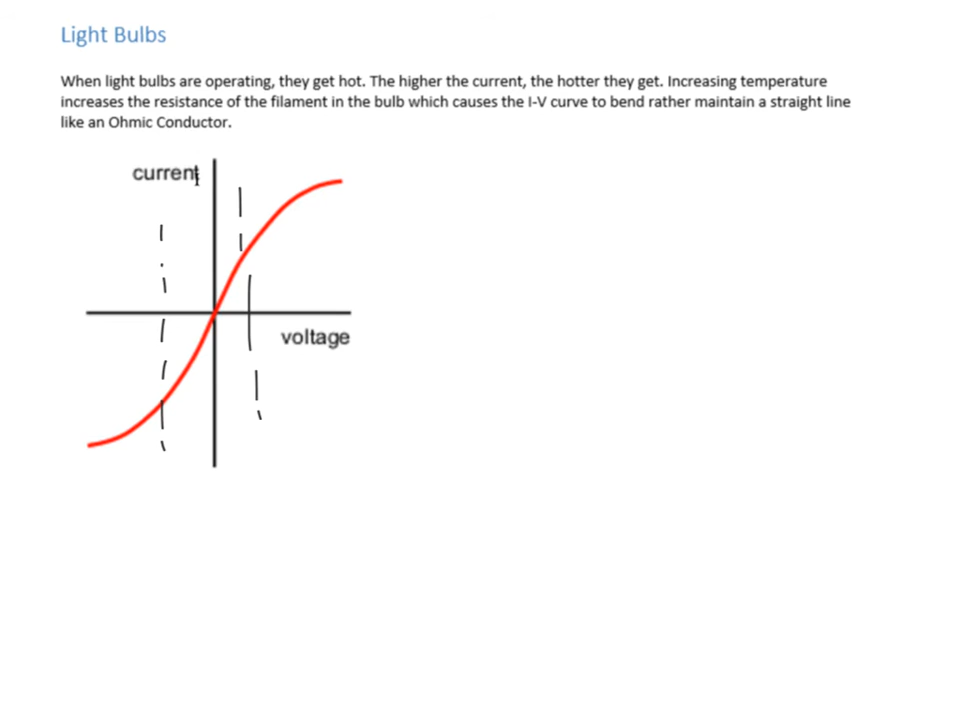 Light Bulbs
When light bulbs are operating, they get hot. The higher the current, the hotter they get. Increasing temperature
increases the resistance of the filament in the bulb which causes the I-V curve to bend rather maintain a straight line
like an Ohmic Conductor.
current
voltage